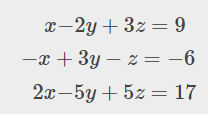 x−2y + 3z = 9
−x + 3y − z = −6
2x−5y + 5z = 17